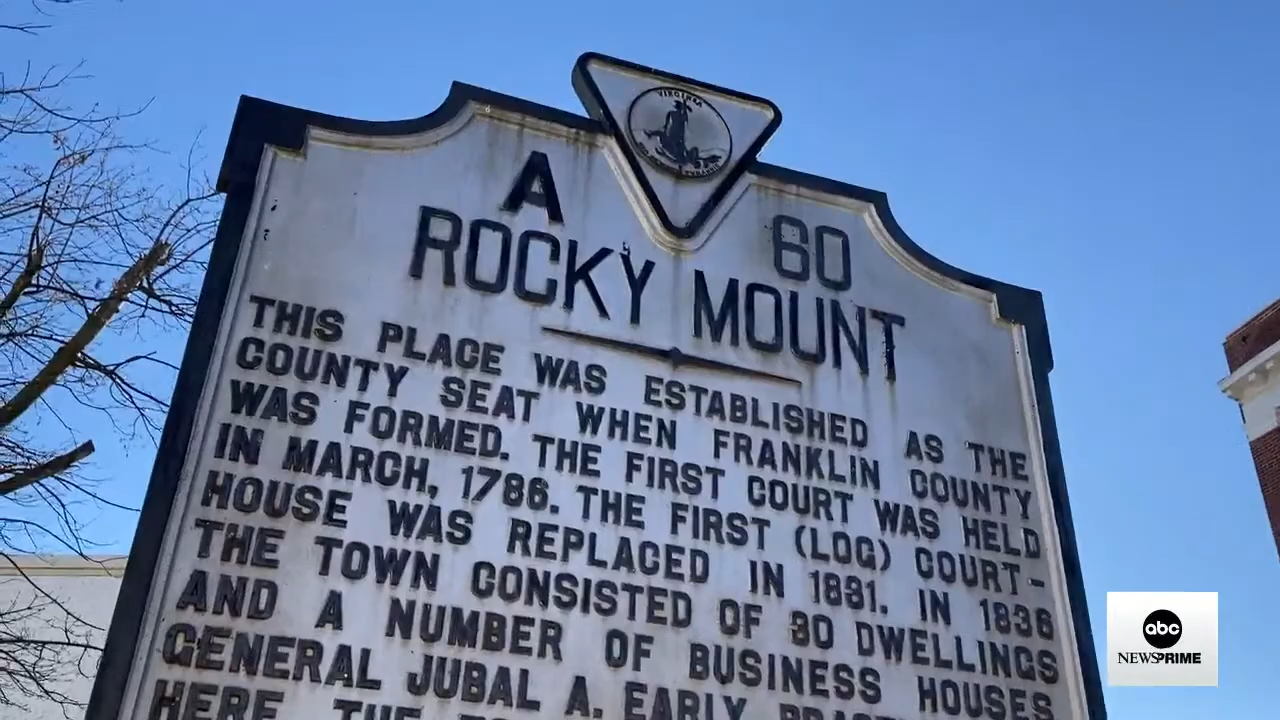 VIRGINIA
A 60
ROCKY MOUNT
THIS PLACE WAS ESTABLISHED AS THE
COUNTY SEAT WHEN FRANKLIN COUNTY
WAS FORMED. THE FIRST COURT WAS HELD
IN MARCH, 1786. THE FIRST (LOG) COURT-
HOUSE WAS REPLACED IN 1831. IN 1836
THE TOWN CONSISTED OF 30 DWELLINGS
AND A NUMBER OF BUSINESS HOUSES
GENERAL JUBAL A. EARLY
HERE THE
abc
NEWSPRIME